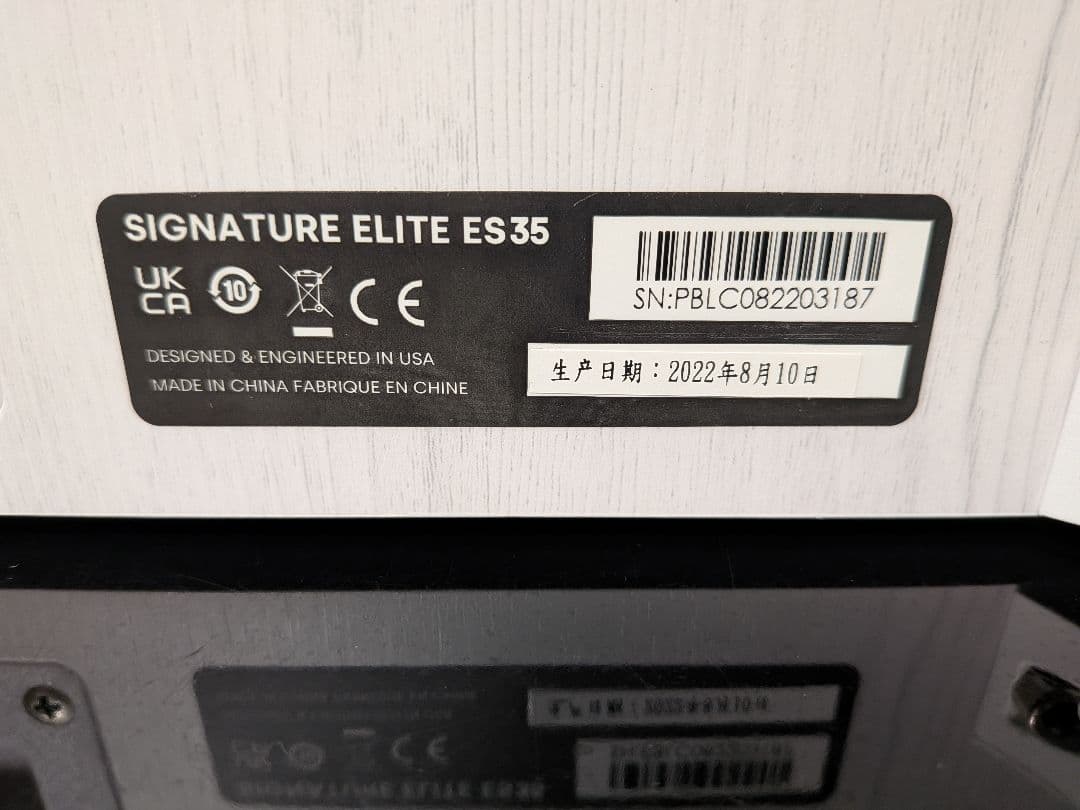 SIGNATURE ELITE ES35
UK
CA
10
CE
DESIGNED & ENGINEERED IN USA
MADE IN CHINA FABRIQUE EN CHINE
SN:PBLC082203187
生产日期：2022年8月10日